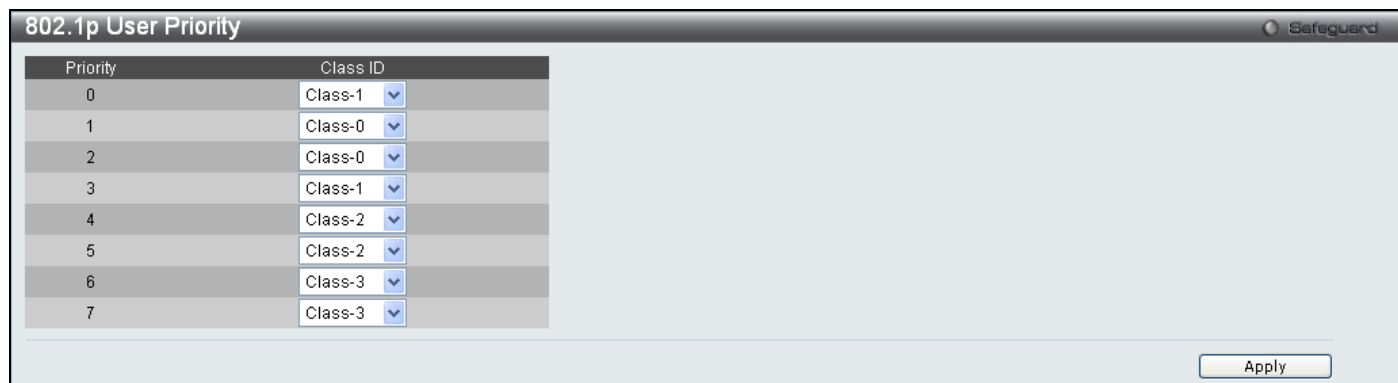 802.1p User Priority
Safeguard
Priority Class ID
0 Class-1
1 Class-0
2 Class-0
3 Class-1
4 Class-2
5 Class-2
6 Class-3
7 Class-3
Apply